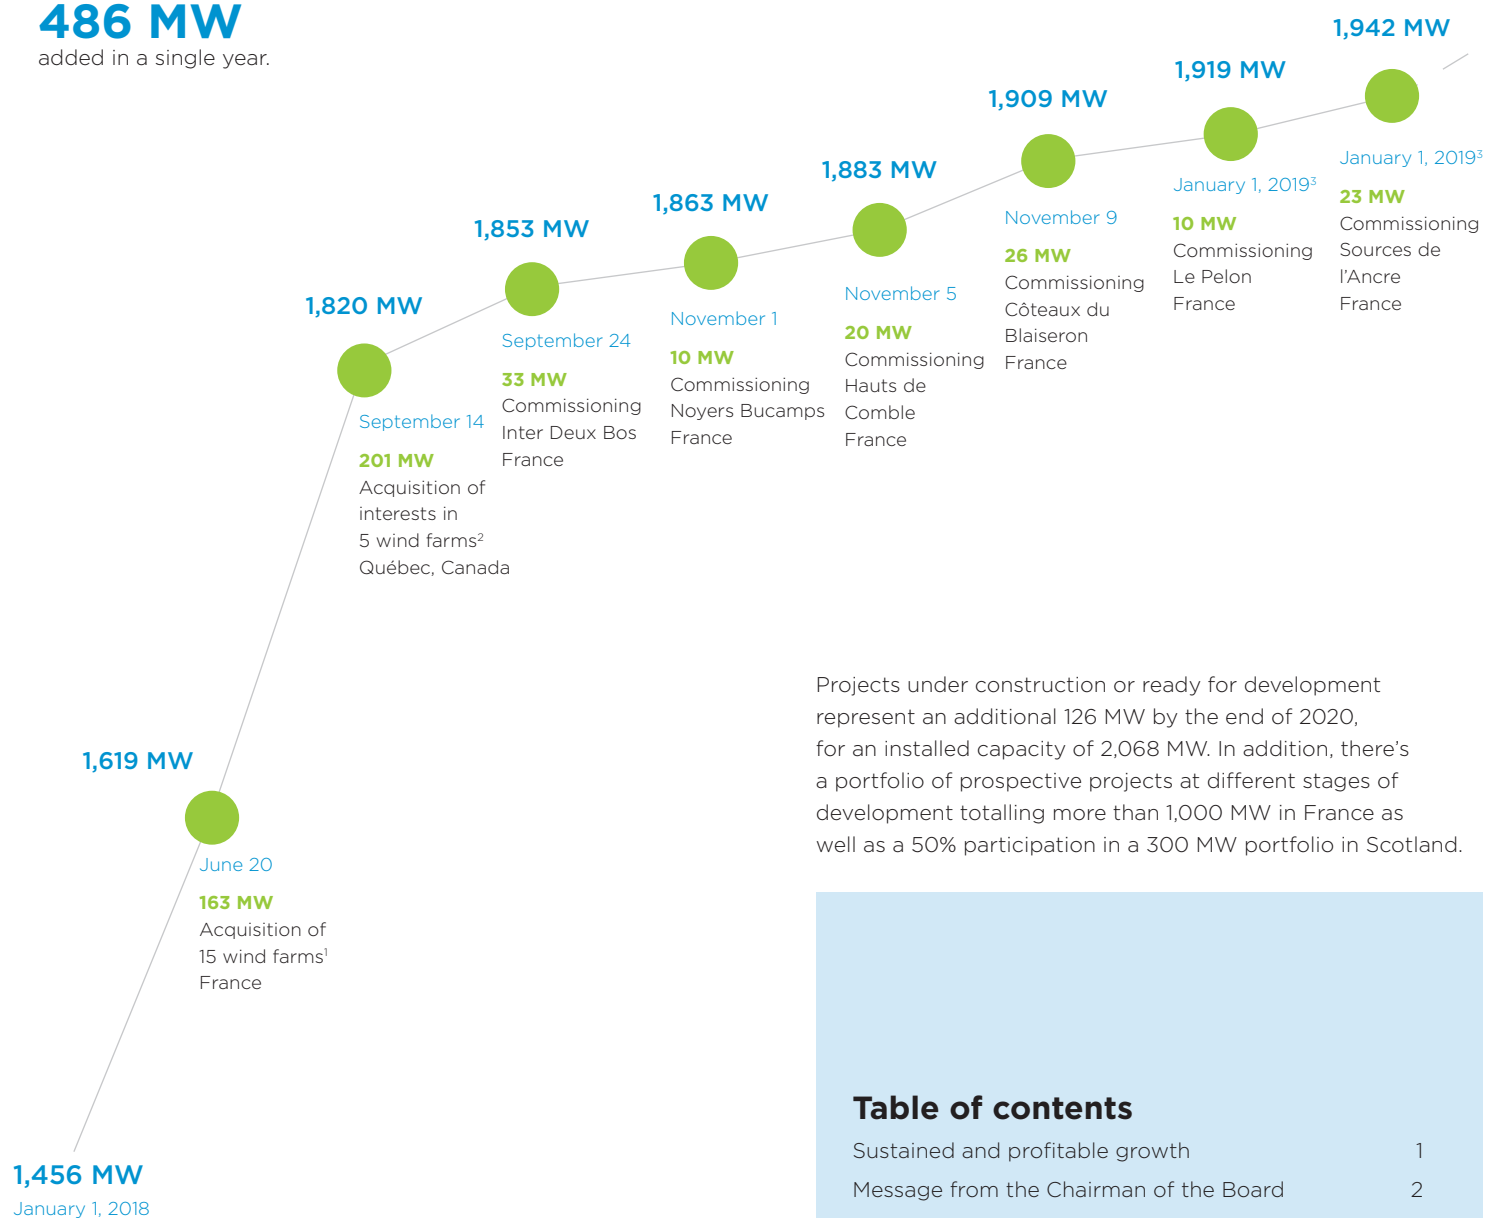 486 MW
added in a single year.
1,456 MW
January 1, 2018
1,619 MW
June 20
163 MW
Acquisition of
15 wind farms¹
France
1,820 MW
September 14
201 MW
Acquisition of
interests in
5 wind farms²
Québec, Canada
1,853 MW
September 24
33 MW
Commissioning
Inter Deux Bos
France
1,863 MW
November 1
10 MW
Commissioning
Noyers Bucamps
France
1,883 MW
November 5
20 MW
Commissioning
Hauts de
Comble
France
1,909 MW
November 9
26 MW
Commissioning
Côteaux du
Blaiseron
France
1,919 MW
January 1, 2019³
10 MW
Commissioning
Le Pelon
France
1,942 MW
January 1, 2019³
23 MW
Commissioning
Sources de
l'Ancre
France
Projects under construction or ready for development
represent an additional 126 MW by the end of 2020,
for an installed capacity of 2,068 MW. In addition, there's
a portfolio of prospective projects at different stages of
development totalling more than 1,000 MW in France as
well as a 50% participation in a 300 MW portfolio in Scotland.
Table of contents
Sustained and profitable growth 1
Message from the Chairman of the Board 2